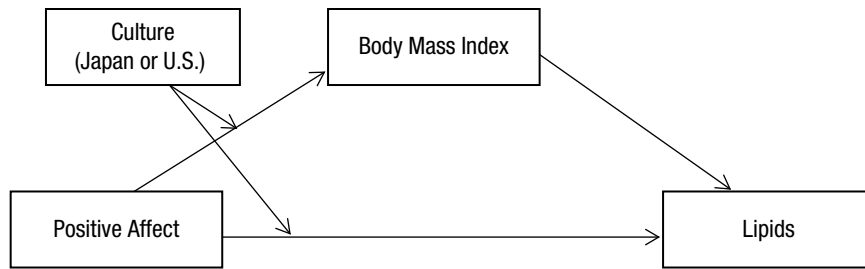 Culture
(Japan or U.S.)
Body Mass Index
Positive Affect
Lipids